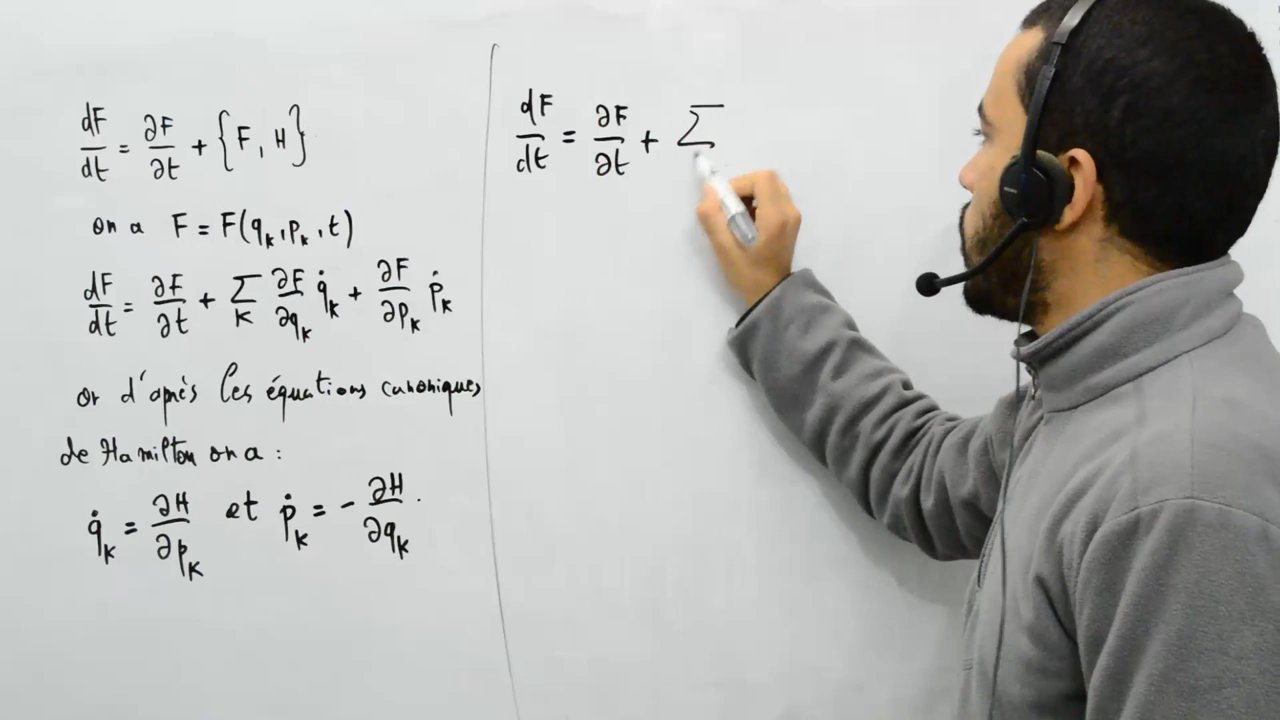 dF/dt = ∂F/∂t + {F, H}
on a F = F(q_k, p_k, t)
dF/dt = ∂F/∂t + Σ_k ∂F/∂q_k q̇_k + ∂F/∂p_k ṗ_k
or d'après les équations canoniques
de Hamilton on a :
q̇_k = ∂H/∂p_k et ṗ_k = - ∂H/∂q_k .
dF/dt = ∂F/∂t + Σ